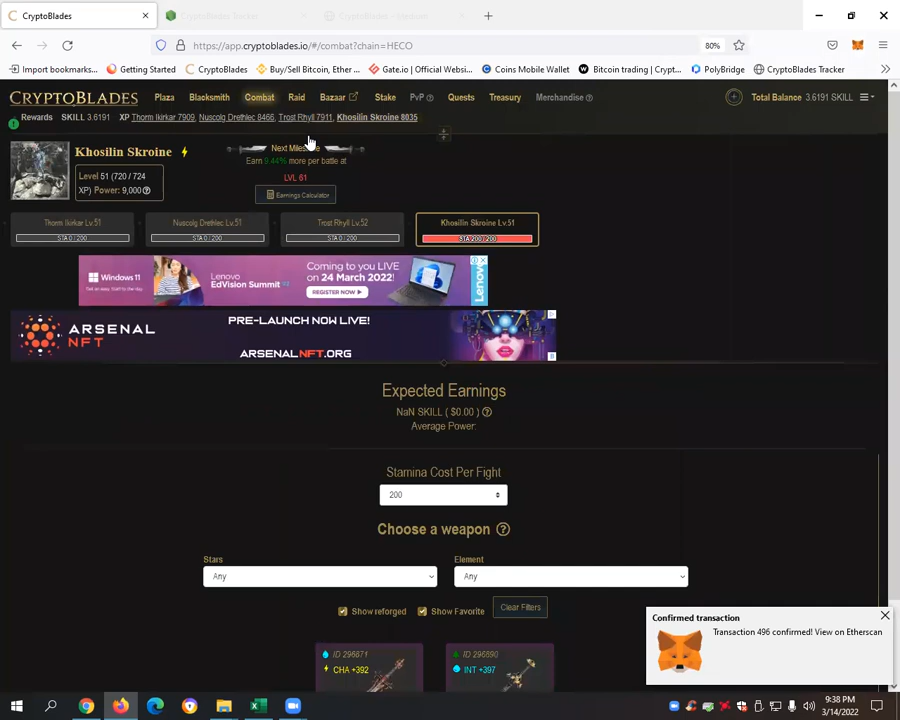 CryptoBlades
CryptoBlades Tracker
CryptoBlades - Medium
https://app.cryptoblades.io/#/combat?chain=HECO
80%
Import bookmarks...
Getting Started
CryptoBlades
Buy/Sell Bitcoin, Ether ...
Gate.io | Official Websi...
Coins Mobile Wallet
Bitcoin trading | Crypt...
PolyBridge
CryptoBlades Tracker
CRYPTOBLADES
Plaza
Blacksmith
Combat
Raid
Bazaar
Stake
PvP
Quests
Treasury
Merchandise
Total Balance 3.6191 SKILL
Rewards SKILL 3.6191 XP Thorm Ikirkar 7909, Nuscolg Drethlec 8466, Trost Rhyll 7911, Khosilin Skroine 8035
Khosilin Skroine
Level 51 (720 / 724
XP) Power: 9,000
Next
Earn 9.44% more per battle at
LVL 61
Earnings Calculator
Thorm Ikirkar Lv.51
STA 0 / 200
Nuscolg Drethlec Lv.51
STA 0 / 200
Trost Rhyll Lv.52
STA 0 / 200
Khosilin Skroine Lv.51
STA 200 / 200
Windows 11
Lenovo
EdVision Summit
Coming to you LIVE
on 24 March 2022!
REGISTER NOW
Lenovo
ARSENAL
NFT
PRE-LAUNCH NOW LIVE!
ARSENALNFT.ORG
Expected Earnings
NaN SKILL ( $0.00 )
Average Power:
Stamina Cost Per Fight
200
Choose a weapon
Stars
Any
Element
Any
Show reforged
Show Favorite
Clear Filters
ID 296871
CHA +392
ID 296890
INT +397
Confirmed transaction
Transaction 496 confirmed! View on Etherscan
9:38 PM
3/14/2022